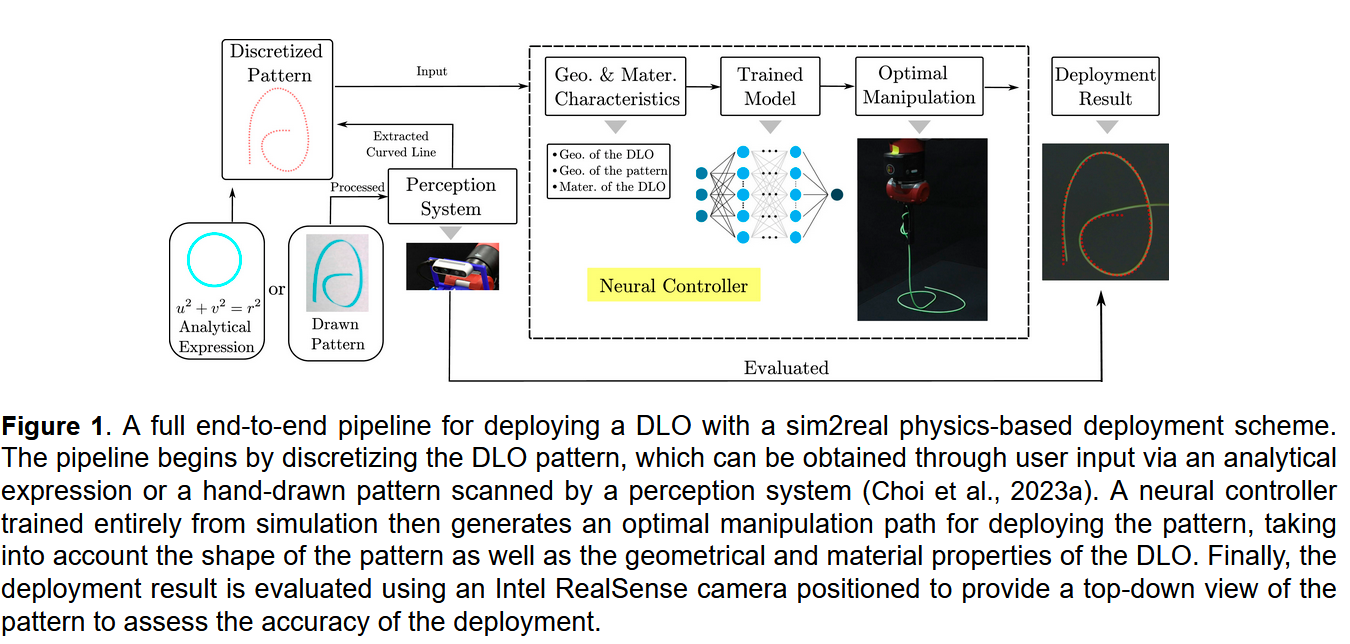 Discretized
Pattern
Input
Extracted
Curved Line
Processed
Perception
System
u² + v² = r²
Analytical
Expression
or
Drawn
Pattern
Geo. & Mater.
Characteristics
• Geo. of the DLO
• Geo. of the pattern
• Mater. of the DLO
Trained
Model
Optimal
Manipulation
Neural Controller
Deployment
Result
Evaluated
Figure 1. A full end-to-end pipeline for deploying a DLO with a sim2real physics-based deployment scheme.
The pipeline begins by discretizing the DLO pattern, which can be obtained through user input via an analytical
expression or a hand-drawn pattern scanned by a perception system (Choi et al., 2023a). A neural controller
trained entirely from simulation then generates an optimal manipulation path for deploying the pattern, taking
into account the shape of the pattern as well as the geometrical and material properties of the DLO. Finally, the
deployment result is evaluated using an Intel RealSense camera positioned to provide a top-down view of the
pattern to assess the accuracy of the deployment.